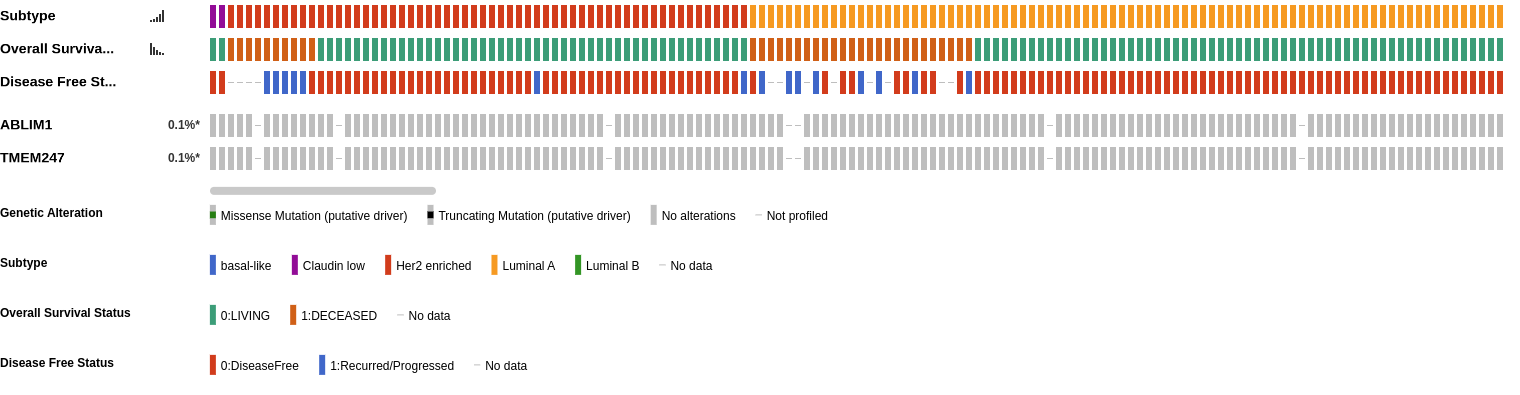 Subtype
Overall Surviva...
Disease Free St...
ABLIM1 0.1%*
TMEM247 0.1%*
Genetic Alteration Missense Mutation (putative driver) Truncating Mutation (putative driver) No alterations Not profiled
Subtype basal-like Claudin low Her2 enriched Luminal A Luminal B No data
Overall Survival Status 0:LIVING 1:DECEASED No data
Disease Free Status 0:DiseaseFree 1:Recurred/Progressed No data